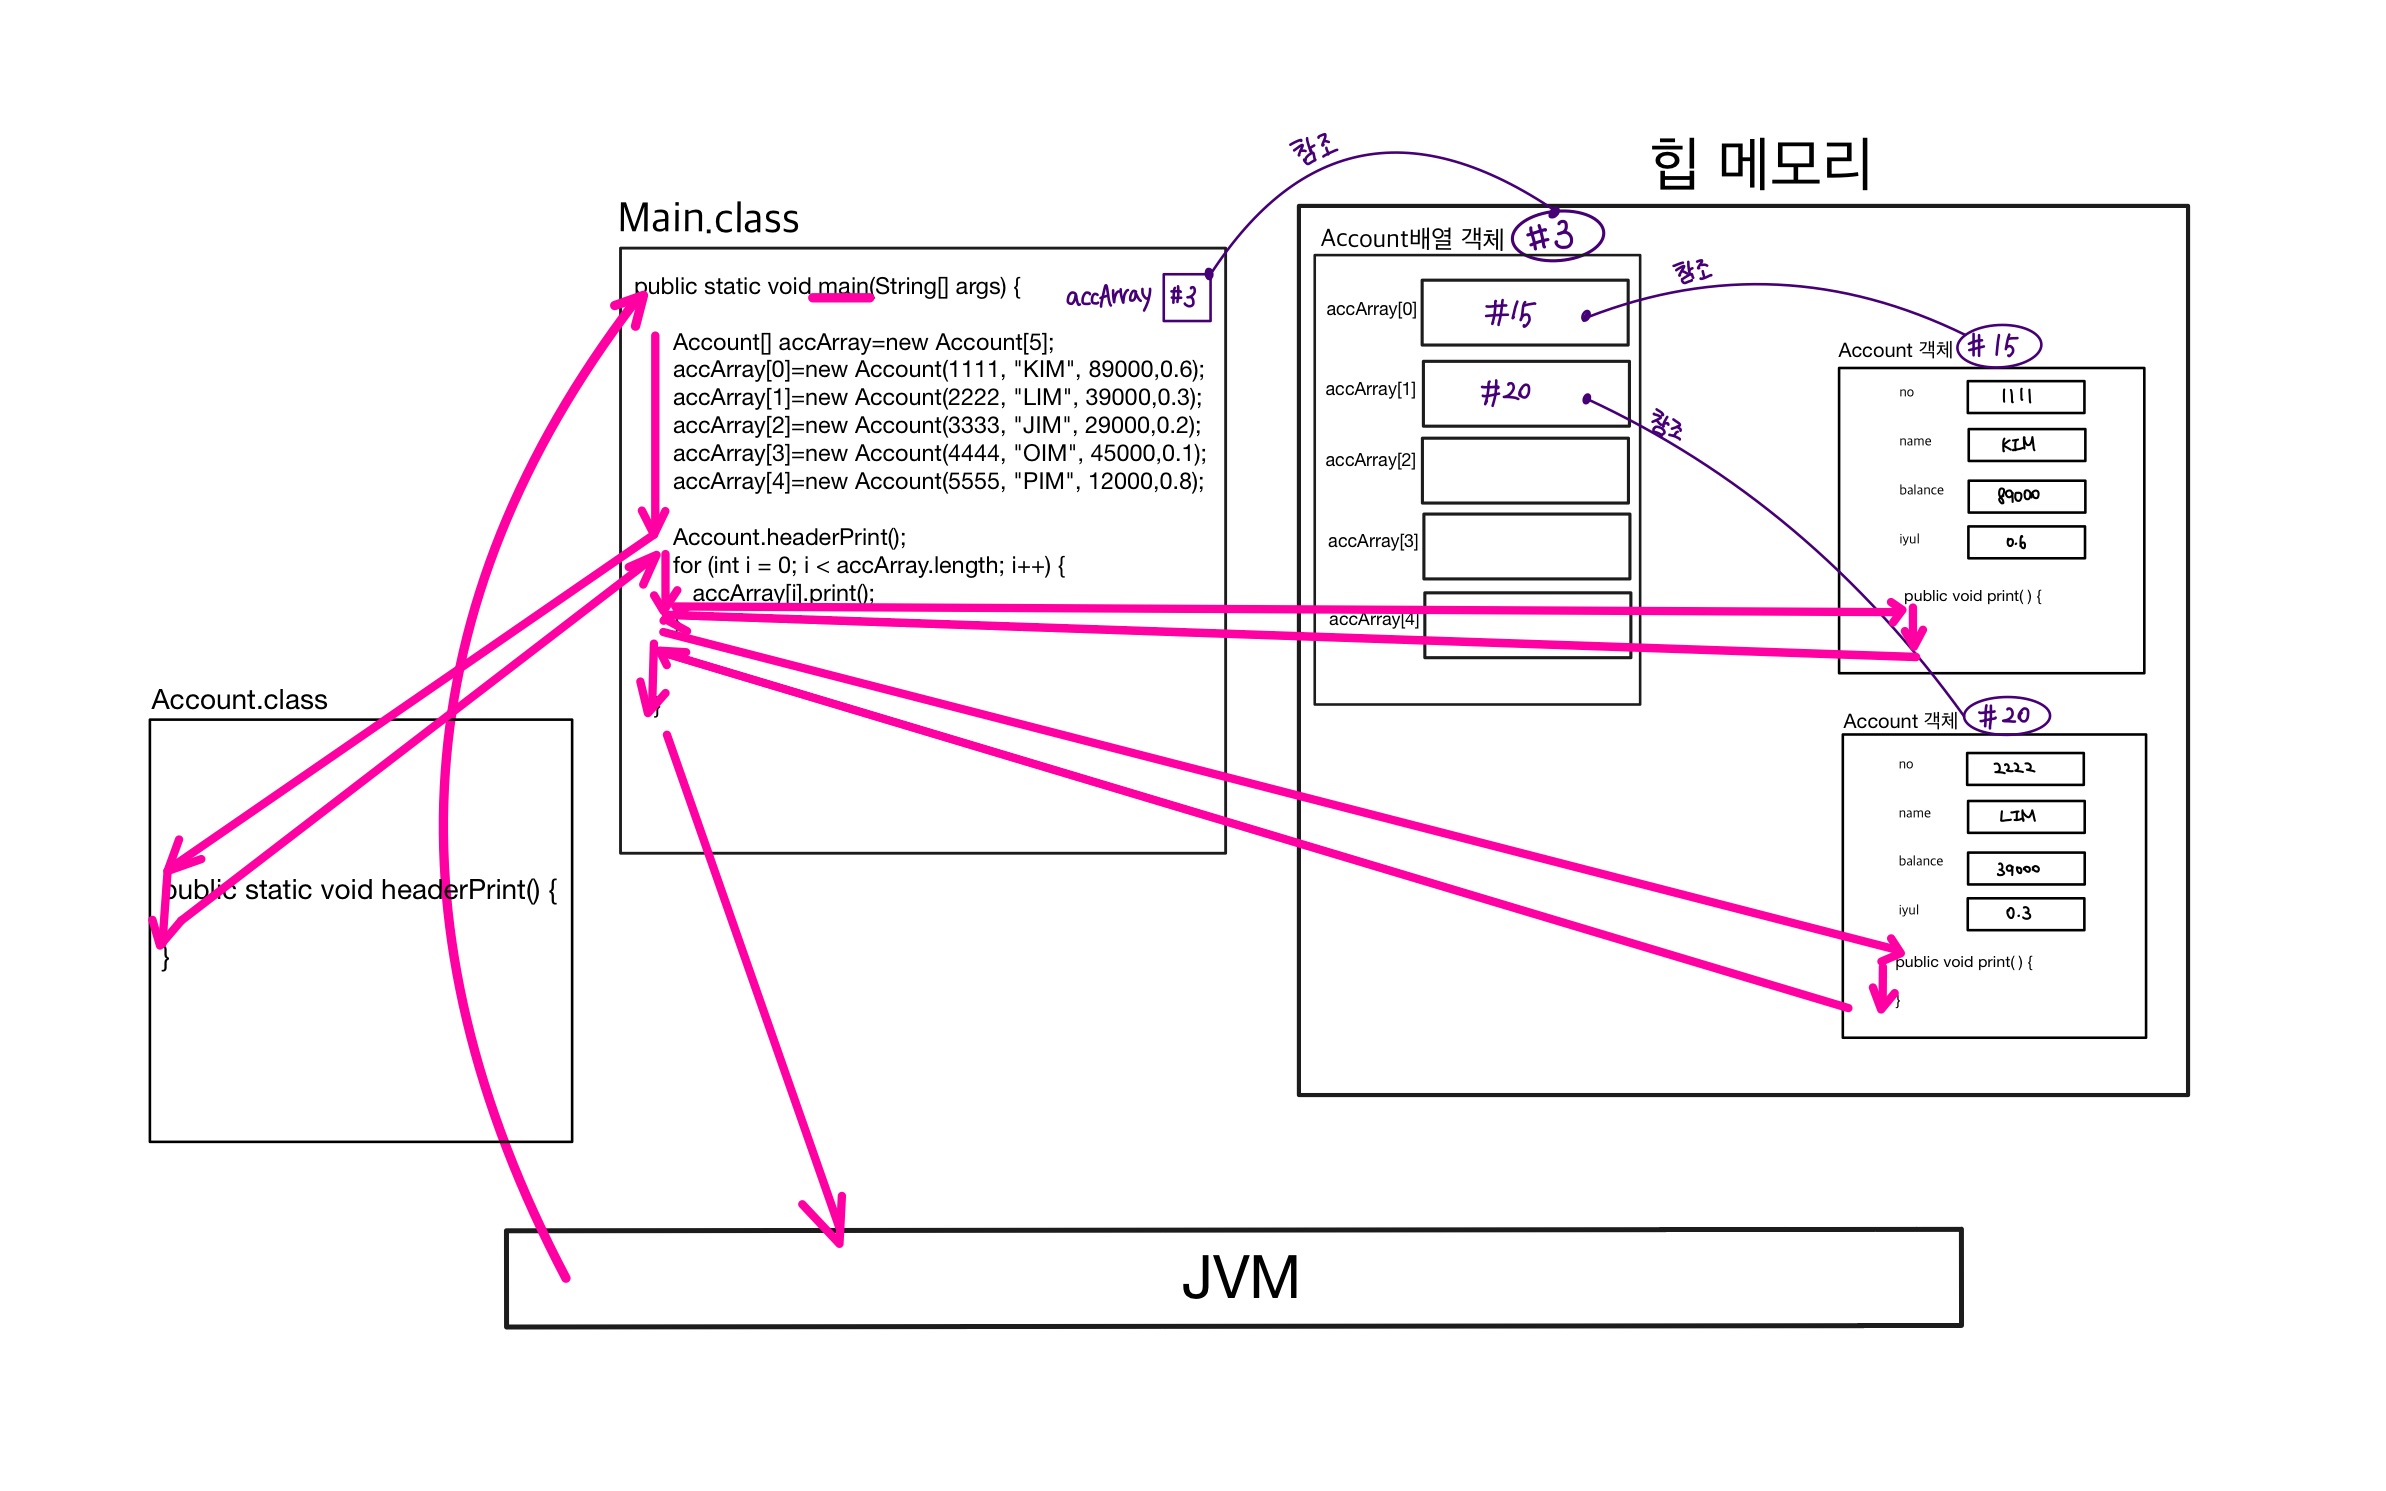 힙 메모리
Main.class
참조
public static void main(String[] args) {
accArray #3
Account[] accArray=new Account[5];
accArray[0]=new Account(1111, "KIM", 89000,0.6);
accArray[1]=new Account(2222, "LIM", 39000,0.3);
accArray[2]=new Account(3333, "JIM", 29000,0.2);
accArray[3]=new Account(4444, "OIM", 45000,0.1);
accArray[4]=new Account(5555, "PIM", 12000,0.8);
Account.headerPrint();
for (int i = 0; i < accArray.length; i++) {
accArray[i].print();
}
Account배열 객체 #3
accArray[0] #15
accArray[1] #20
accArray[2]
accArray[3]
accArray[4]
참조
참조
Account 객체 #15
no 1111
name KIM
balance 89000
iyul 0.6
public void print( ) {
Account 객체 #20
no 2222
name LIM
balance 39000
iyul 0.3
public void print( ) {
}
Account.class
public static void headerPrint() {
}
JVM